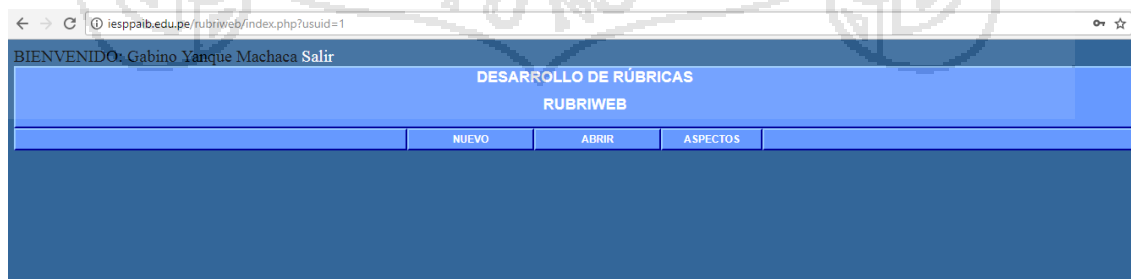 iesppaib.edu.pe/rubriweb/index.php?usuid=1
BIENVENIDO: Gabino Yanque Machaca Salir
DESARROLLO DE RÚBRICAS
RUBRIWEB
NUEVO ABRIR ASPECTOS